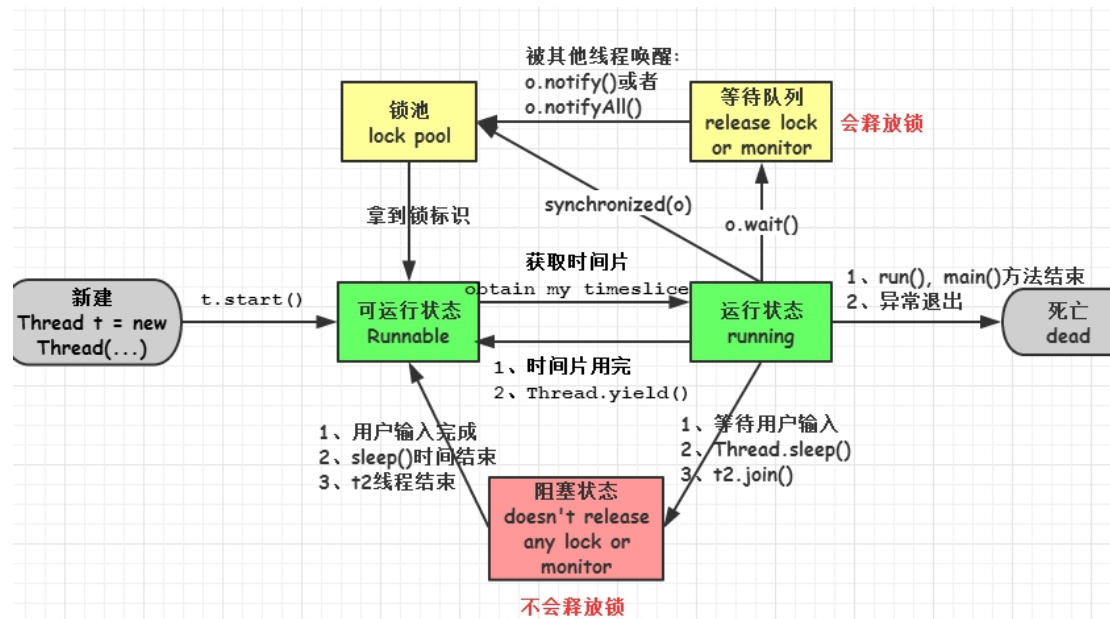 被其他线程唤醒:
o.notify()或者
o.notifyAll()
锁池
lock pool
等待队列
release lock
or monitor
会释放锁
synchronized(o)
o.wait()
拿到锁标识
获取时间片
obtain my timeslice
新建
Thread t = new
Thread(...)
t.start()
可运行状态
Runnable
运行状态
running
1、run(), main()方法结束
2、异常退出
死亡
dead
1、时间片用完
2、Thread.yield()
1、用户输入完成
2、sleep()时间结束
3、t2线程结束
1、等待用户输入
2、Thread.sleep()
3、t2.join()
阻塞状态
doesn't release
any lock or
monitor
不会释放锁